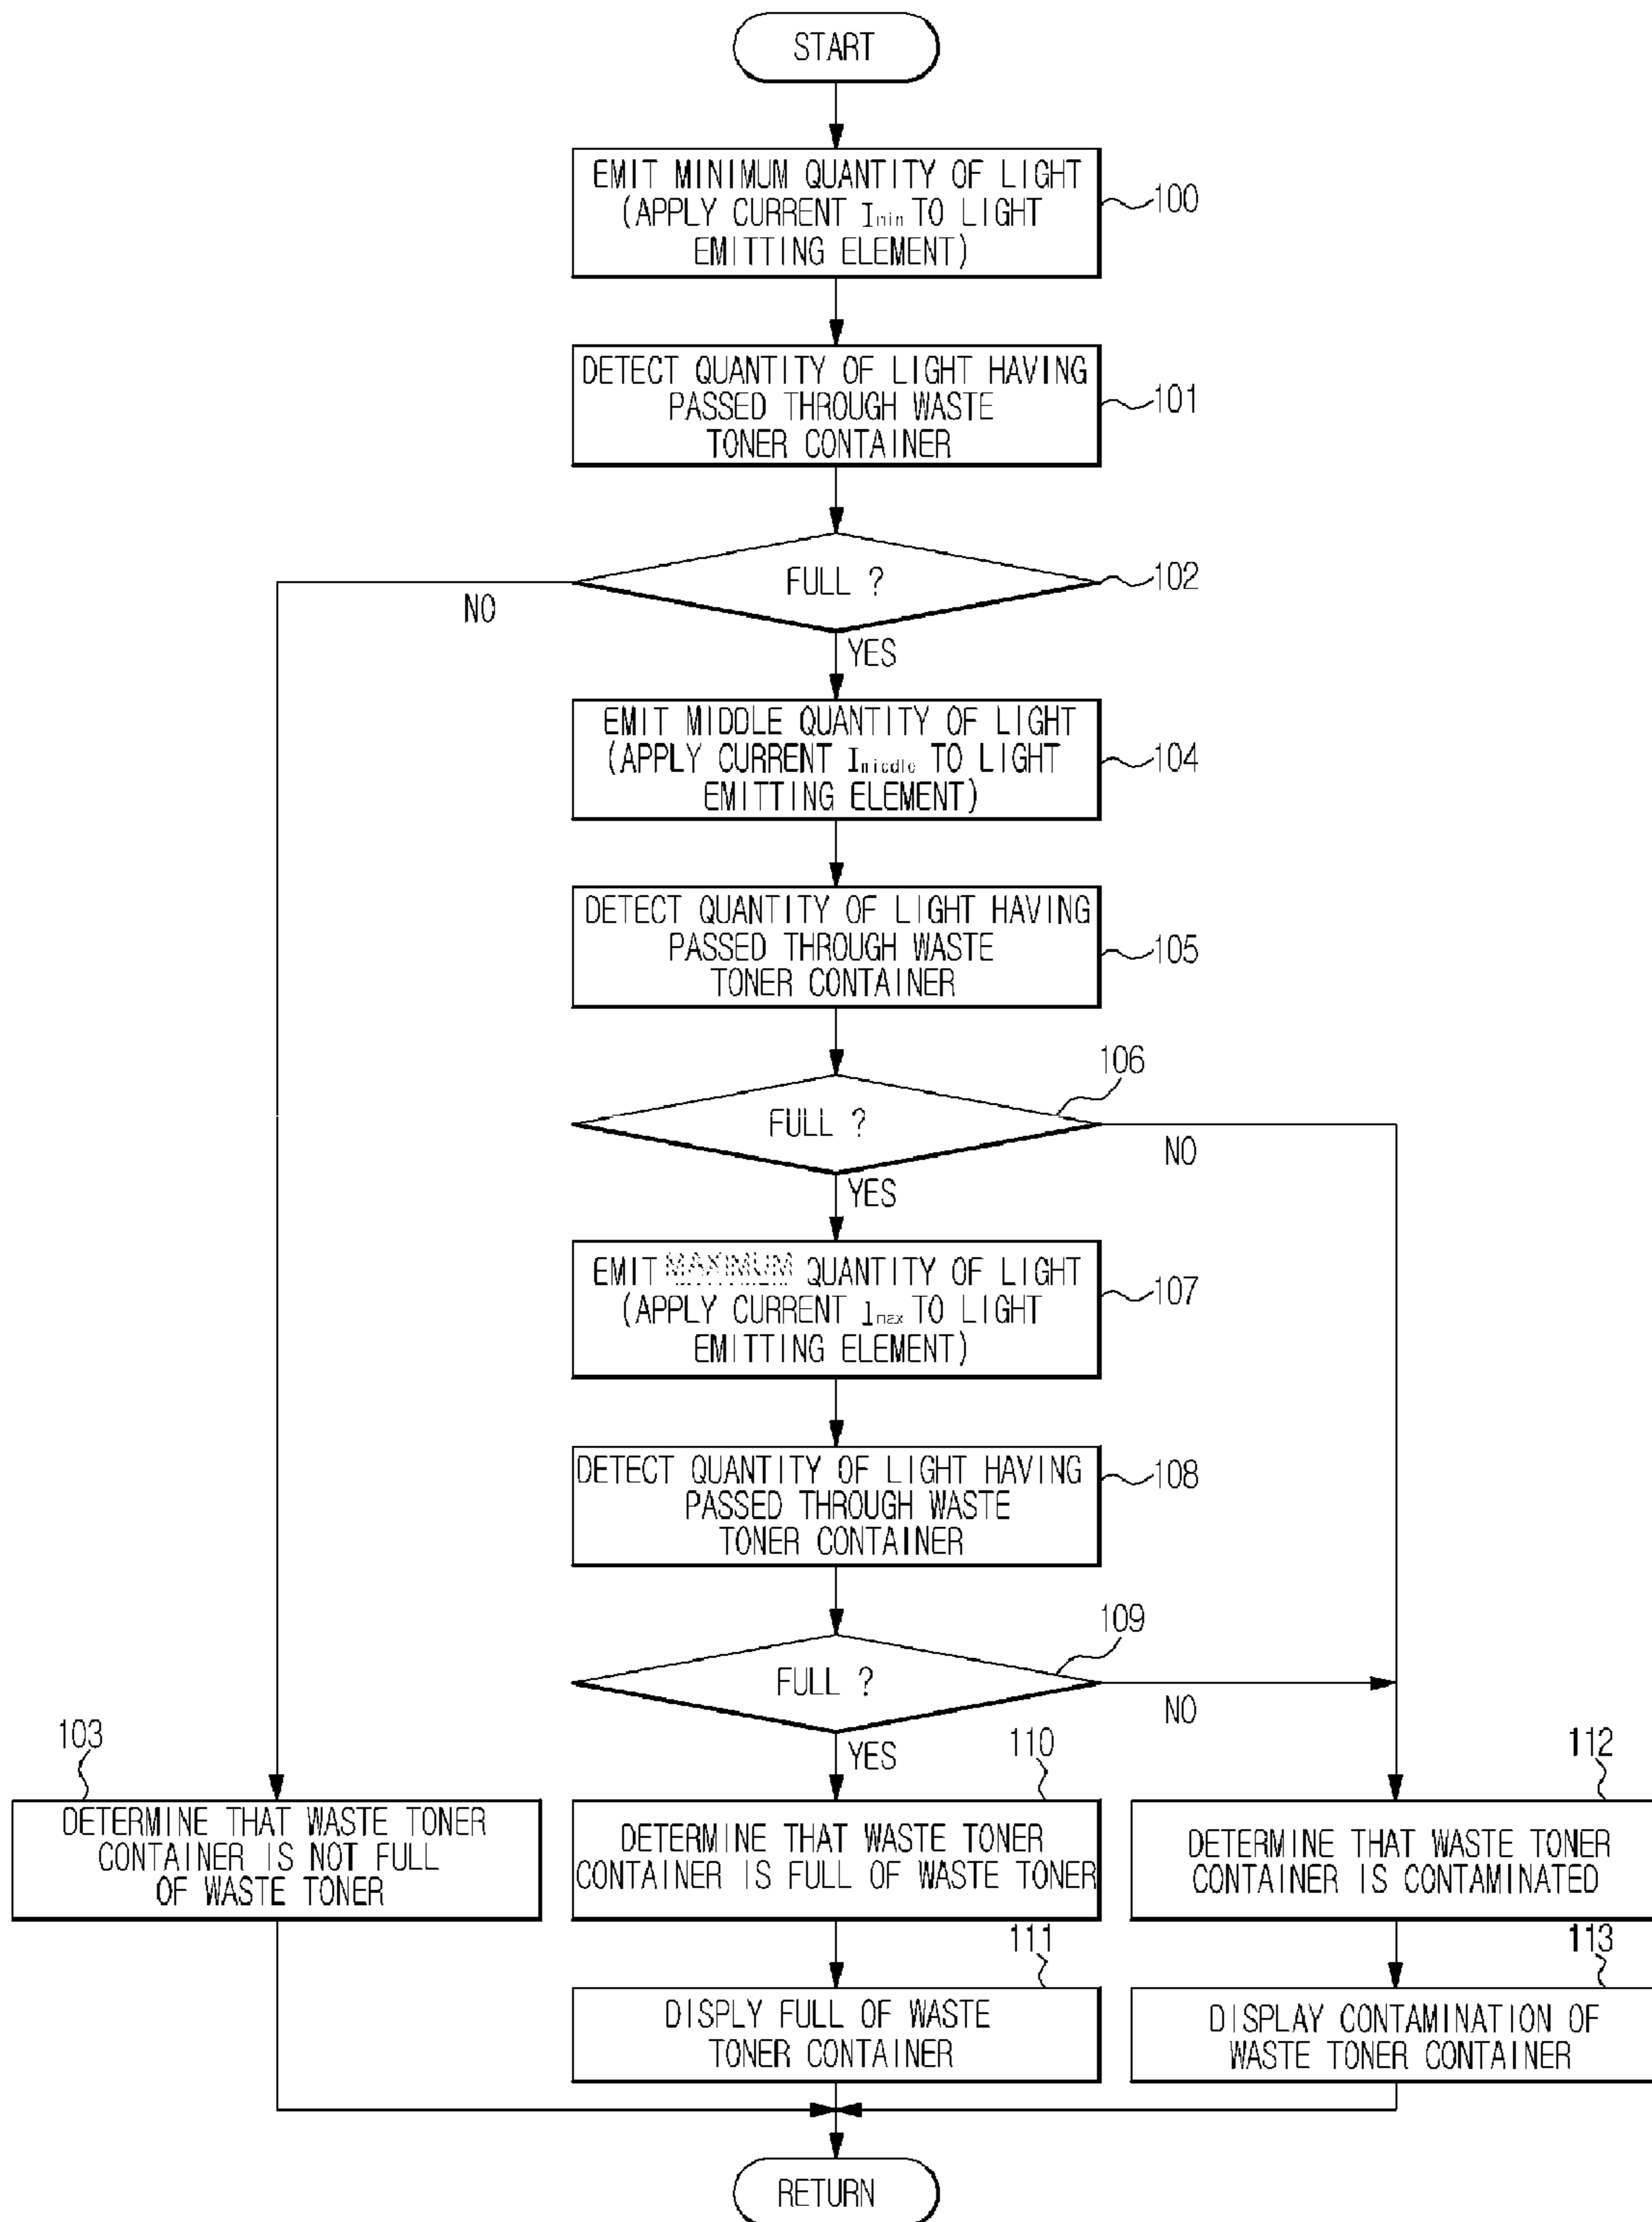 START
EMIT MINIMUM QUANTITY OF LIGHT
(APPLY CURRENT Imin TO LIGHT
EMITTING ELEMENT)
100
DETECT QUANTITY OF LIGHT HAVING
PASSED THROUGH WASTE
TONER CONTAINER
101
FULL ?
102
NO
YES
EMIT MIDDLE QUANTITY OF LIGHT
(APPLY CURRENT Imiddle TO LIGHT
EMITTING ELEMENT)
104
DETECT QUANTITY OF LIGHT HAVING
PASSED THROUGH WASTE
TONER CONTAINER
105
106
FULL ?
NO
YES
EMIT MAXIMUM QUANTITY OF LIGHT
(APPLY CURRENT Imax TO LIGHT
EMITTING ELEMENT)
107
DETECT QUANTITY OF LIGHT HAVING
PASSED THROUGH WASTE
TONER CONTAINER
108
109
FULL ?
NO
YES
103
DETERMINE THAT WASTE TONER
CONTAINER IS NOT FULL
OF WASTE TONER
110
DETERMINE THAT WASTE TONER
CONTAINER IS FULL OF WASTE TONER
112
DETERMINE THAT WASTE TONER
CONTAINER IS CONTAMINATED
111
DISPLY FULL OF WASTE
TONER CONTAINER
113
DISPLAY CONTAMINATION OF
WASTE TONER CONTAINER
RETURN